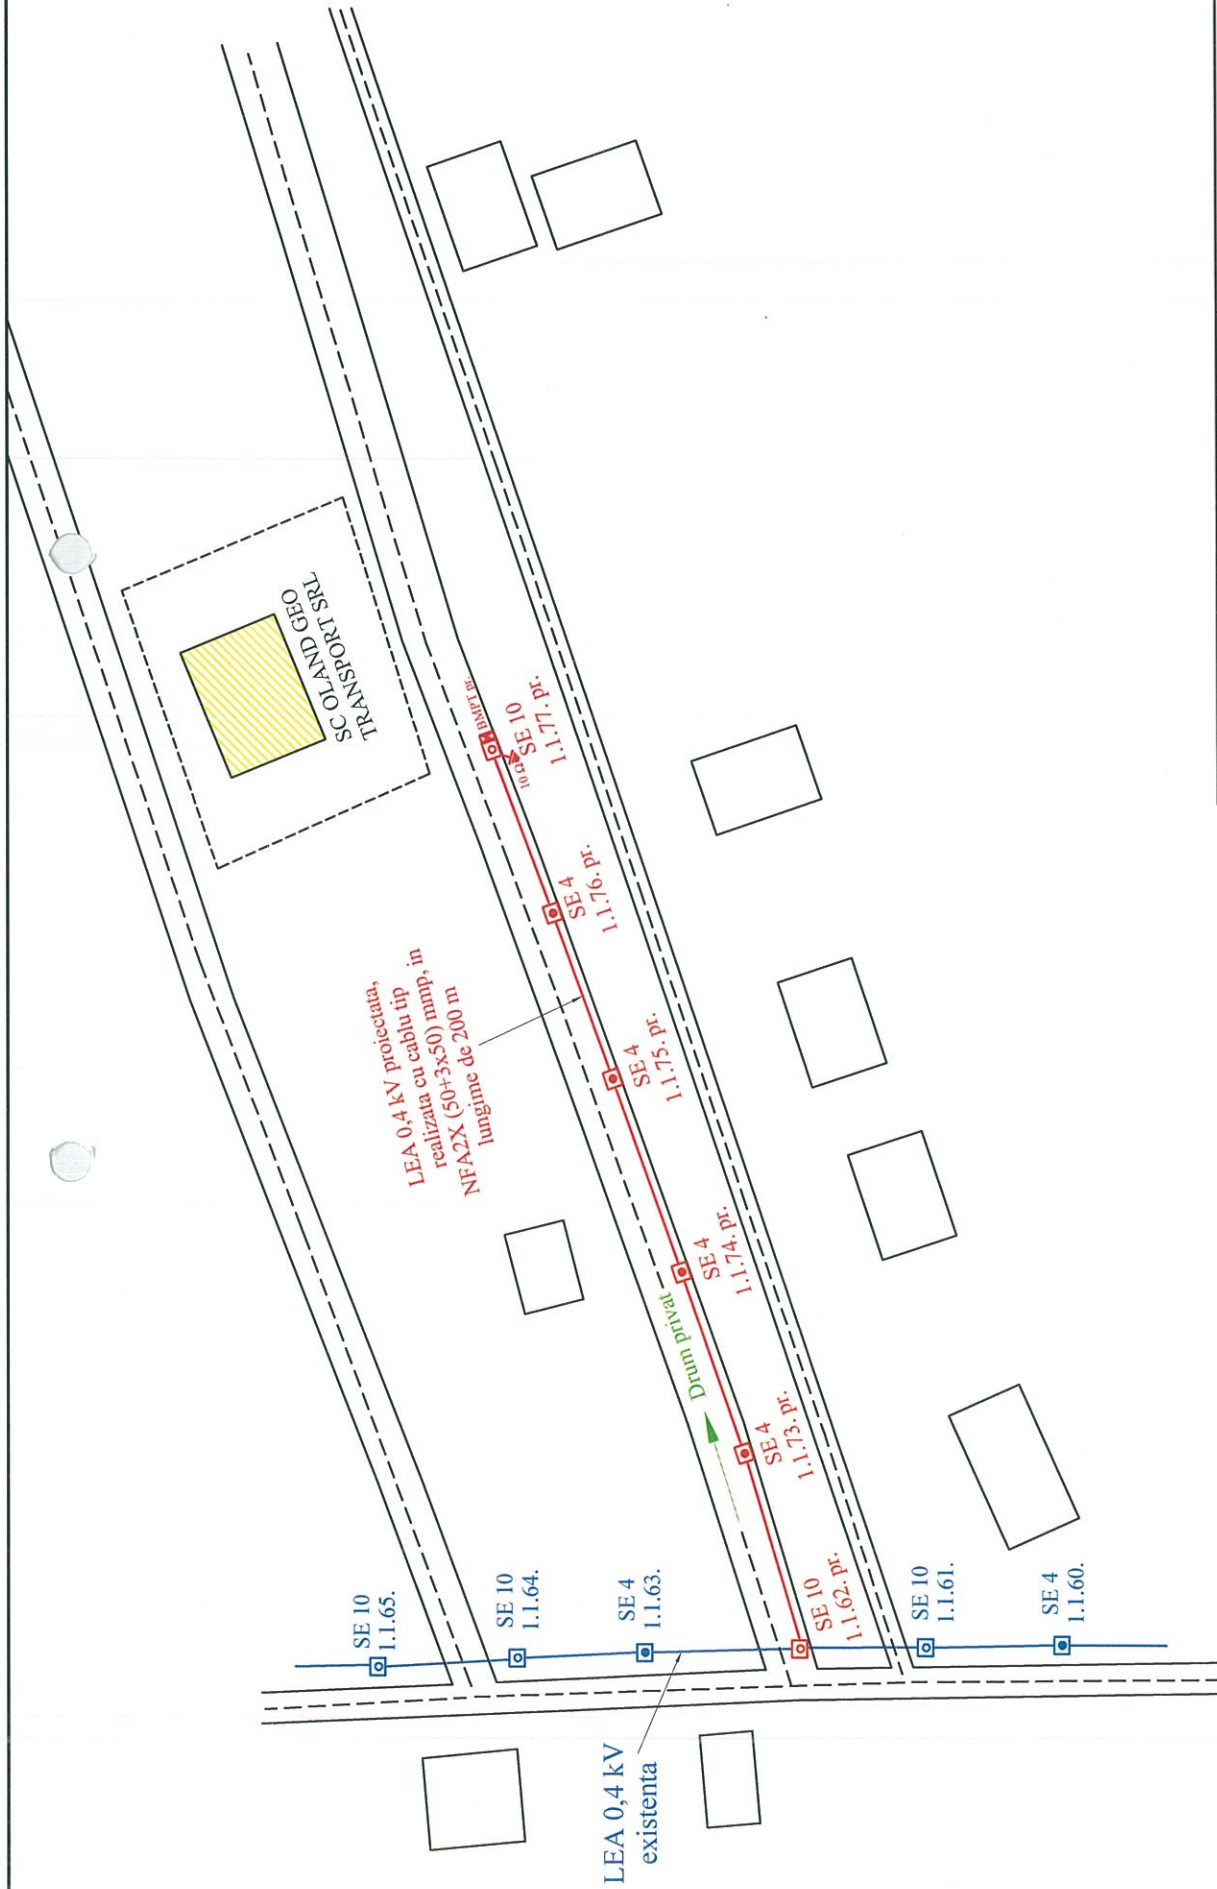 SC OLAND GEO
TRANSPORT SRL
BMPT pr.
10 Ω
SE 10
1.1.77. pr.
SE 4
1.1.76. pr.
LEA 0,4 kV proiectata,
realizata cu cablu tip
NFA2X (50+3x50) mmp, in
lungime de 200 m
SE 4
1.1.75. pr.
SE 4
1.1.74. pr.
Drum privat
SE 4
1.1.73. pr.
SE 10
1.1.62. pr.
SE 10
1.1.65.
SE 10
1.1.64.
SE 4
1.1.63.
SE 10
1.1.61.
SE 4
1.1.60.
LEA 0,4 kV
existenta